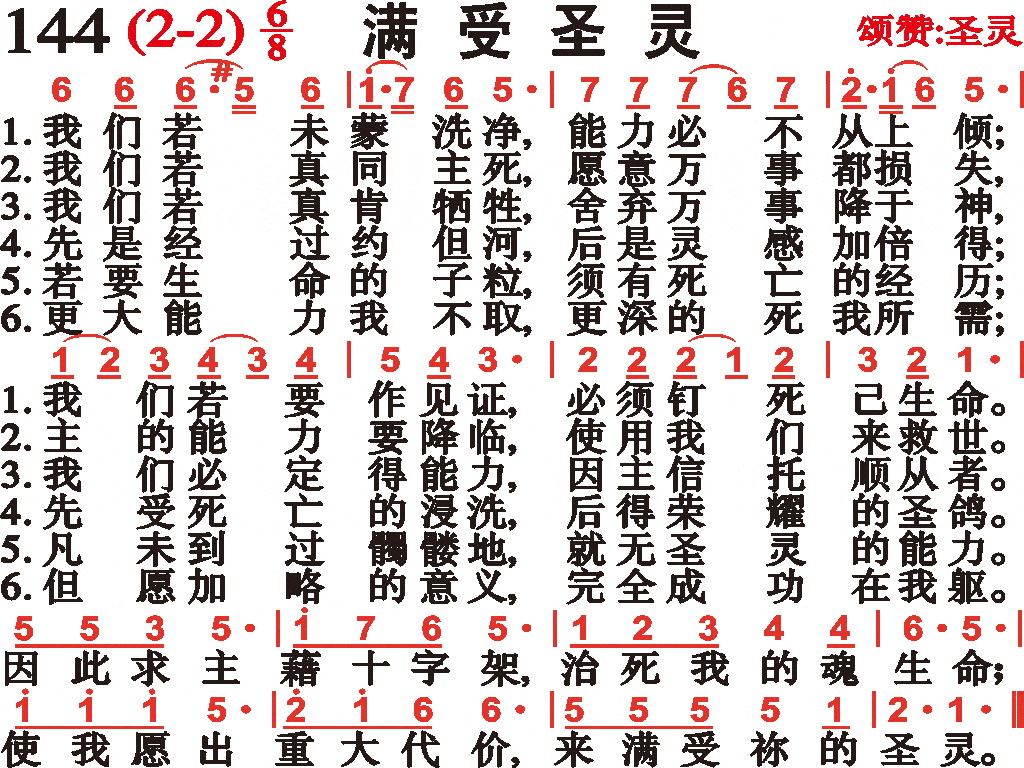 144 (2-2) 6/8 满受圣灵 颂赞:圣灵
6 6 6·#5 6 | 1·7 6 5· | 7 7 7 6 7 | 2·1 6 5· |
1.我们若 未蒙洗净,能力必不从上倾;
2.我们若 真同主死,愿意万事都损失,
3.我们若 真肯牺牲,舍弃万事降于神,
4.先是经 过约但河,后是灵感加倍得;
5.若要生 命的子粒,须有死亡的经历;
6.更大能 力我不取,更深的死我所需;
1 2 3 4 3 4 | 5 4 3· | 2 2 2 1 2 | 3 2 1· |
1.我们若要作见证,必须钉死己生命。
2.主的能力要降临,使用我们来救世。
3.我们必定得能力,因主信托顺从者。
4.先受死亡的浸洗,后得荣耀的圣鸽。
5.凡未到过髑髅地,就无圣灵的能力。
6.但愿加略的意义,完全成功在我躯。
5 5 3 5· | 1 7 6 5· | 1 2 3 4 4 | 6· 5· |
因此求主藉十字架,治死我的魂生命;
1 1 1 5· | 2 1 6 6· | 5 5 5 5 1 | 2· 1· ‖
使我愿出重大代价,来满受祢的圣灵。